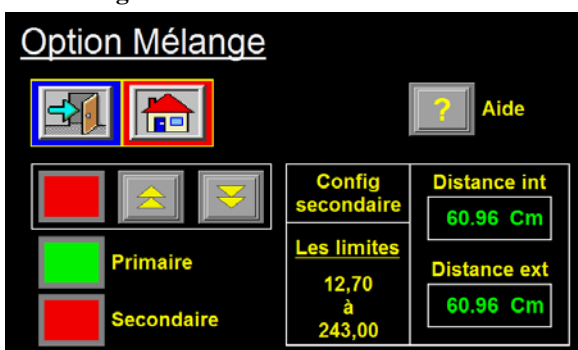 Option Mélange
?
Aide
Config
secondaire
Les limites
12,70
à
243,00
Distance int
60.96 Cm
Distance ext
60.96 Cm
Primaire
Secondaire